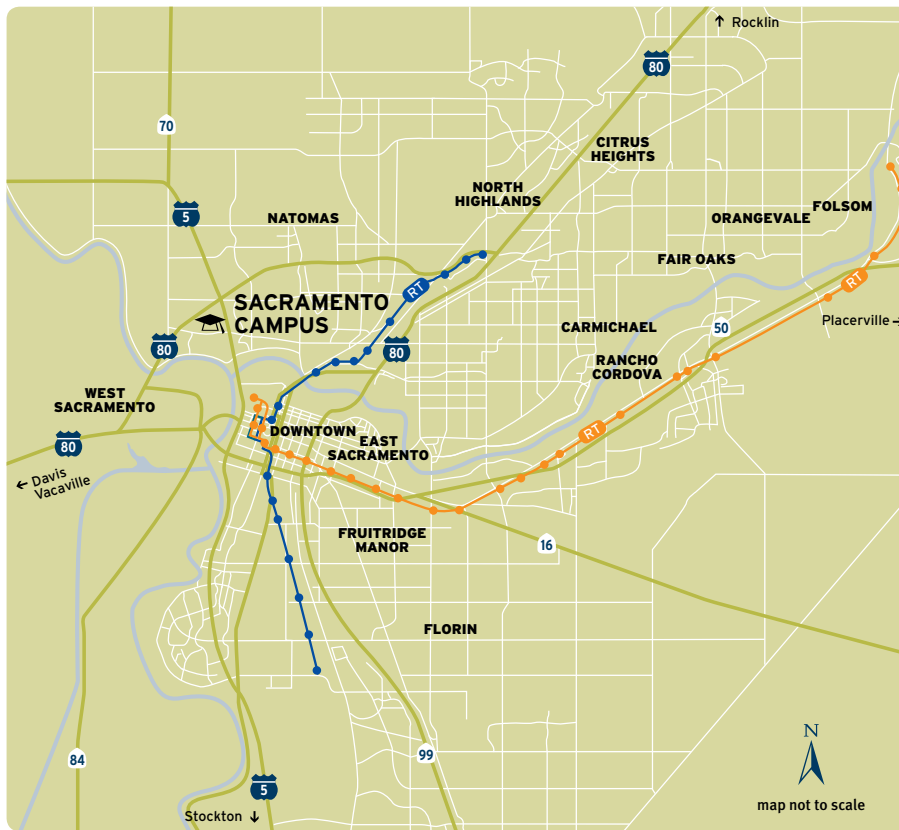 ↑ Rocklin
80
70
CITRUS
HEIGHTS
NORTH
HIGHLANDS
FOLSOM
5
NATOMAS
ORANGEVALE
FAIR OAKS
RT
RT
SACRAMENTO
CAMPUS
Placerville →
CARMICHAEL
50
80
80
RANCHO
CORDOVA
WEST
SACRAMENTO
DOWNTOWN
RT
EAST
SACRAMENTO
80
← Davis
Vacaville
FRUITRIDGE
MANOR
16
FLORIN
N
84
99
5
map not to scale
Stockton ↓